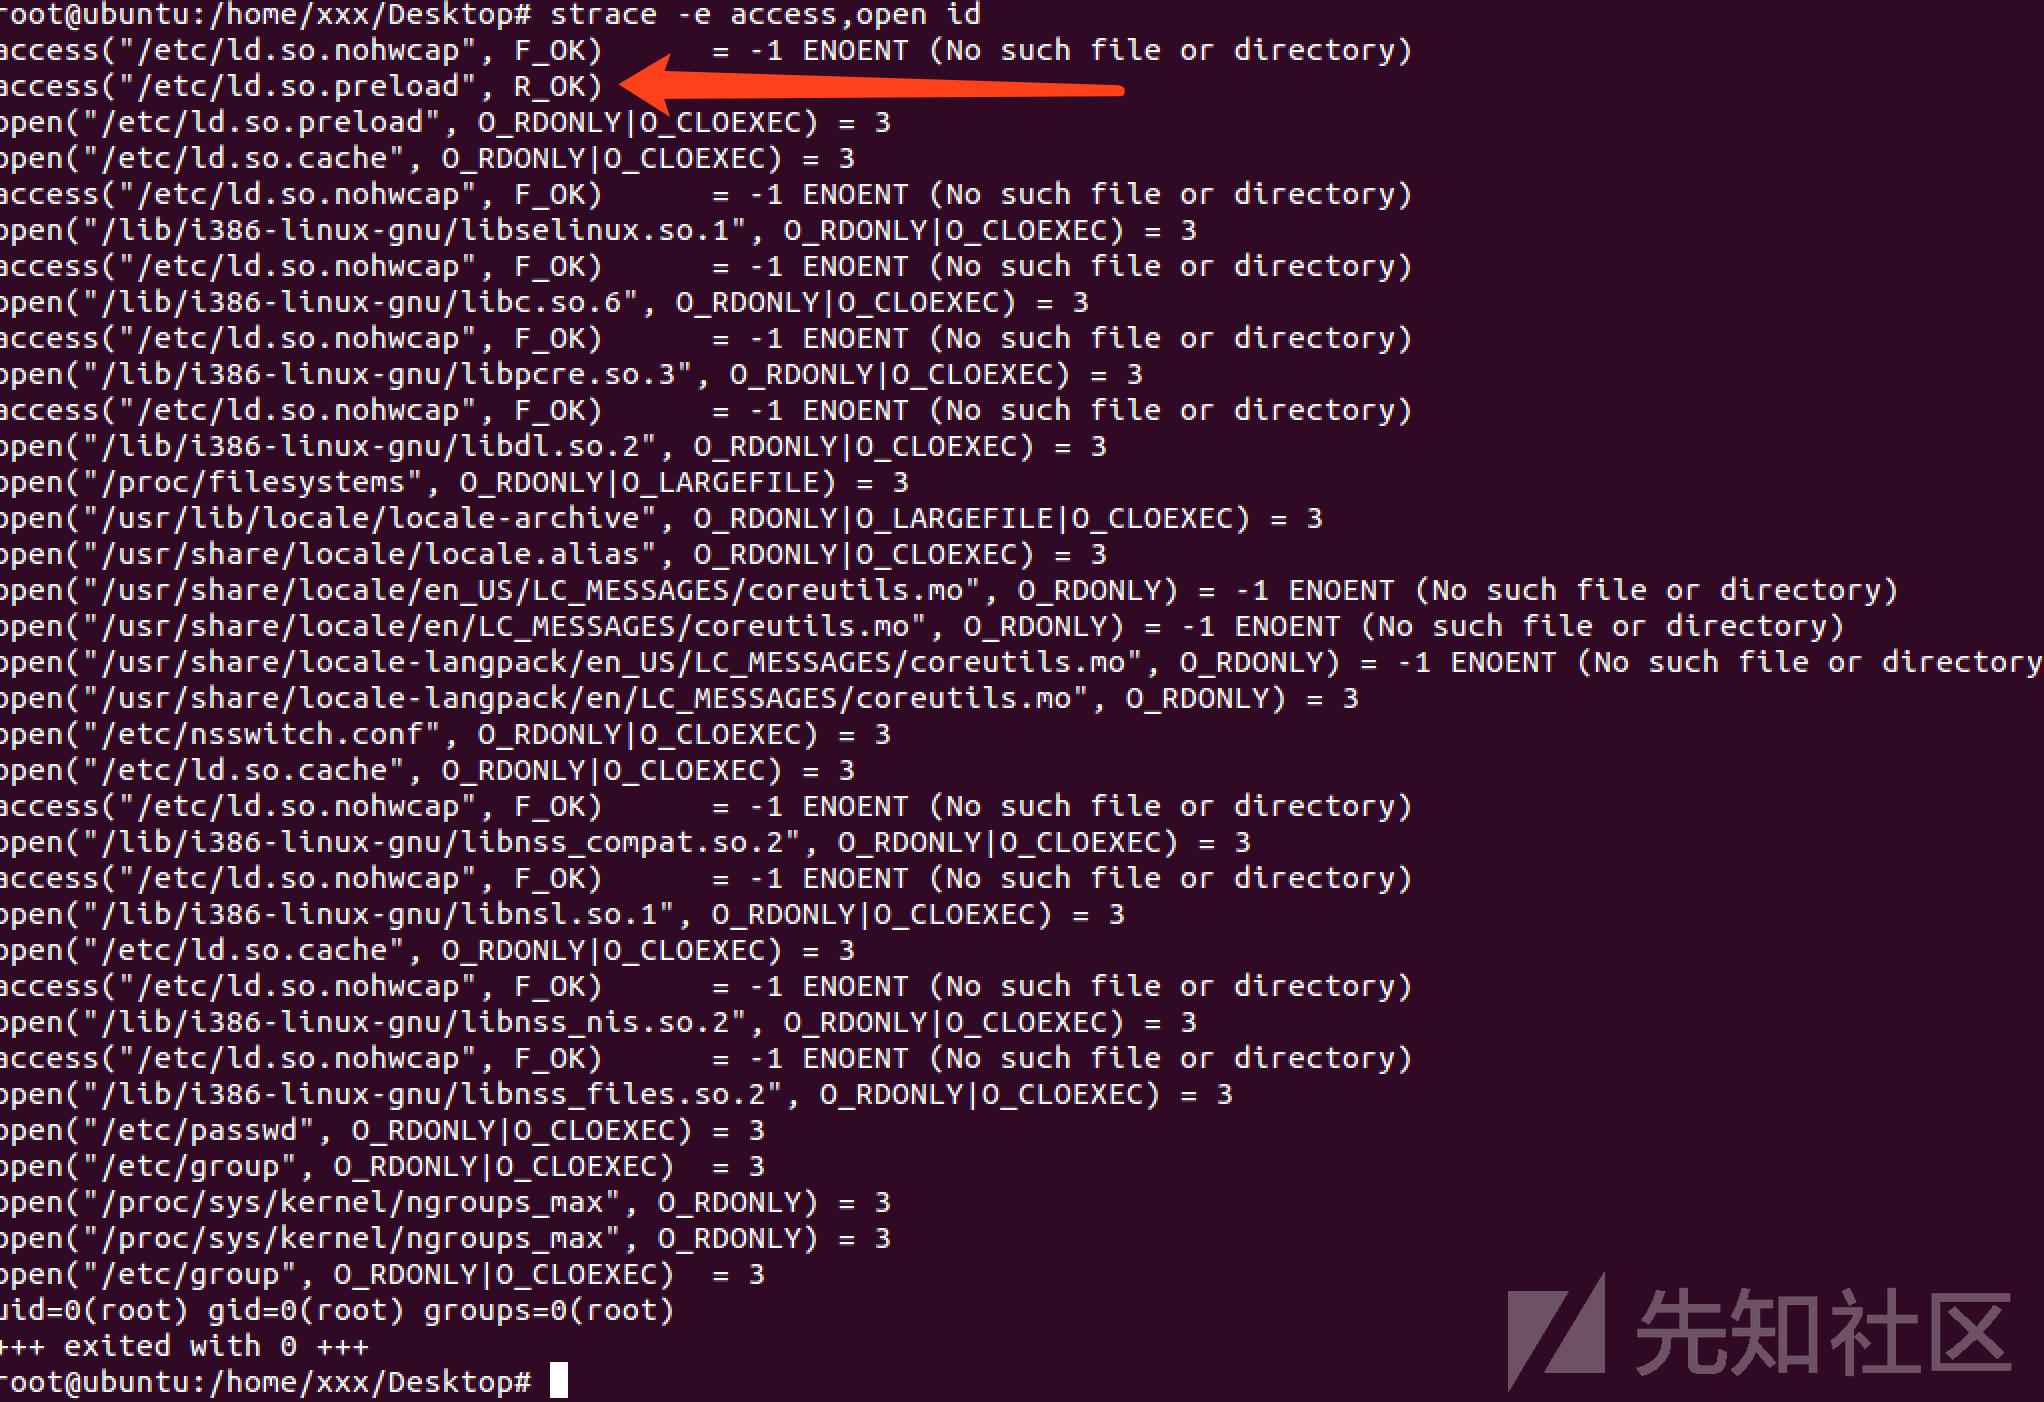 root@ubuntu:/home/xxx/Desktop# strace -e access,open id
access("/etc/ld.so.nohwcap", F_OK)      = -1 ENOENT (No such file or directory)
access("/etc/ld.so.preload", R_OK)
open("/etc/ld.so.preload", O_RDONLY|O_CLOEXEC) = 3
open("/etc/ld.so.cache", O_RDONLY|O_CLOEXEC) = 3
access("/etc/ld.so.nohwcap", F_OK)      = -1 ENOENT (No such file or directory)
open("/lib/i386-linux-gnu/libselinux.so.1", O_RDONLY|O_CLOEXEC) = 3
access("/etc/ld.so.nohwcap", F_OK)      = -1 ENOENT (No such file or directory)
open("/lib/i386-linux-gnu/libc.so.6", O_RDONLY|O_CLOEXEC) = 3
access("/etc/ld.so.nohwcap", F_OK)      = -1 ENOENT (No such file or directory)
open("/lib/i386-linux-gnu/libpcre.so.3", O_RDONLY|O_CLOEXEC) = 3
access("/etc/ld.so.nohwcap", F_OK)      = -1 ENOENT (No such file or directory)
open("/lib/i386-linux-gnu/libdl.so.2", O_RDONLY|O_CLOEXEC) = 3
open("/proc/filesystems", O_RDONLY|O_LARGEFILE) = 3
open("/usr/lib/locale/locale-archive", O_RDONLY|O_LARGEFILE|O_CLOEXEC) = 3
open("/usr/share/locale/locale.alias", O_RDONLY|O_CLOEXEC) = 3
open("/usr/share/locale/en_US/LC_MESSAGES/coreutils.mo", O_RDONLY) = -1 ENOENT (No such file or directory)
open("/usr/share/locale/en/LC_MESSAGES/coreutils.mo", O_RDONLY) = -1 ENOENT (No such file or directory)
open("/usr/share/locale-langpack/en_US/LC_MESSAGES/coreutils.mo", O_RDONLY) = -1 ENOENT (No such file or directory
open("/usr/share/locale-langpack/en/LC_MESSAGES/coreutils.mo", O_RDONLY) = 3
open("/etc/nsswitch.conf", O_RDONLY|O_CLOEXEC) = 3
open("/etc/ld.so.cache", O_RDONLY|O_CLOEXEC) = 3
access("/etc/ld.so.nohwcap", F_OK)      = -1 ENOENT (No such file or directory)
open("/lib/i386-linux-gnu/libnss_compat.so.2", O_RDONLY|O_CLOEXEC) = 3
access("/etc/ld.so.nohwcap", F_OK)      = -1 ENOENT (No such file or directory)
open("/lib/i386-linux-gnu/libnsl.so.1", O_RDONLY|O_CLOEXEC) = 3
open("/etc/ld.so.cache", O_RDONLY|O_CLOEXEC) = 3
access("/etc/ld.so.nohwcap", F_OK)      = -1 ENOENT (No such file or directory)
open("/lib/i386-linux-gnu/libnss_nis.so.2", O_RDONLY|O_CLOEXEC) = 3
access("/etc/ld.so.nohwcap", F_OK)      = -1 ENOENT (No such file or directory)
open("/lib/i386-linux-gnu/libnss_files.so.2", O_RDONLY|O_CLOEXEC) = 3
open("/etc/passwd", O_RDONLY|O_CLOEXEC) = 3
open("/etc/group", O_RDONLY|O_CLOEXEC)  = 3
open("/proc/sys/kernel/ngroups_max", O_RDONLY) = 3
open("/proc/sys/kernel/ngroups_max", O_RDONLY) = 3
open("/etc/group", O_RDONLY|O_CLOEXEC)  = 3
uid=0(root) gid=0(root) groups=0(root)
+++ exited with 0 +++
root@ubuntu:/home/xxx/Desktop#
先知社区